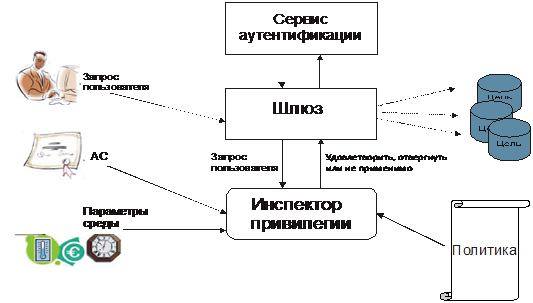 Сервис
аутентификации
Запрос
пользователя
Шлюз
Цель
Цель
Цель
АС
Запрос
пользователя
Удовлетворить, отвергнуть
или не применимо
Параметры
среды
Инспектор
привилегии
Политика